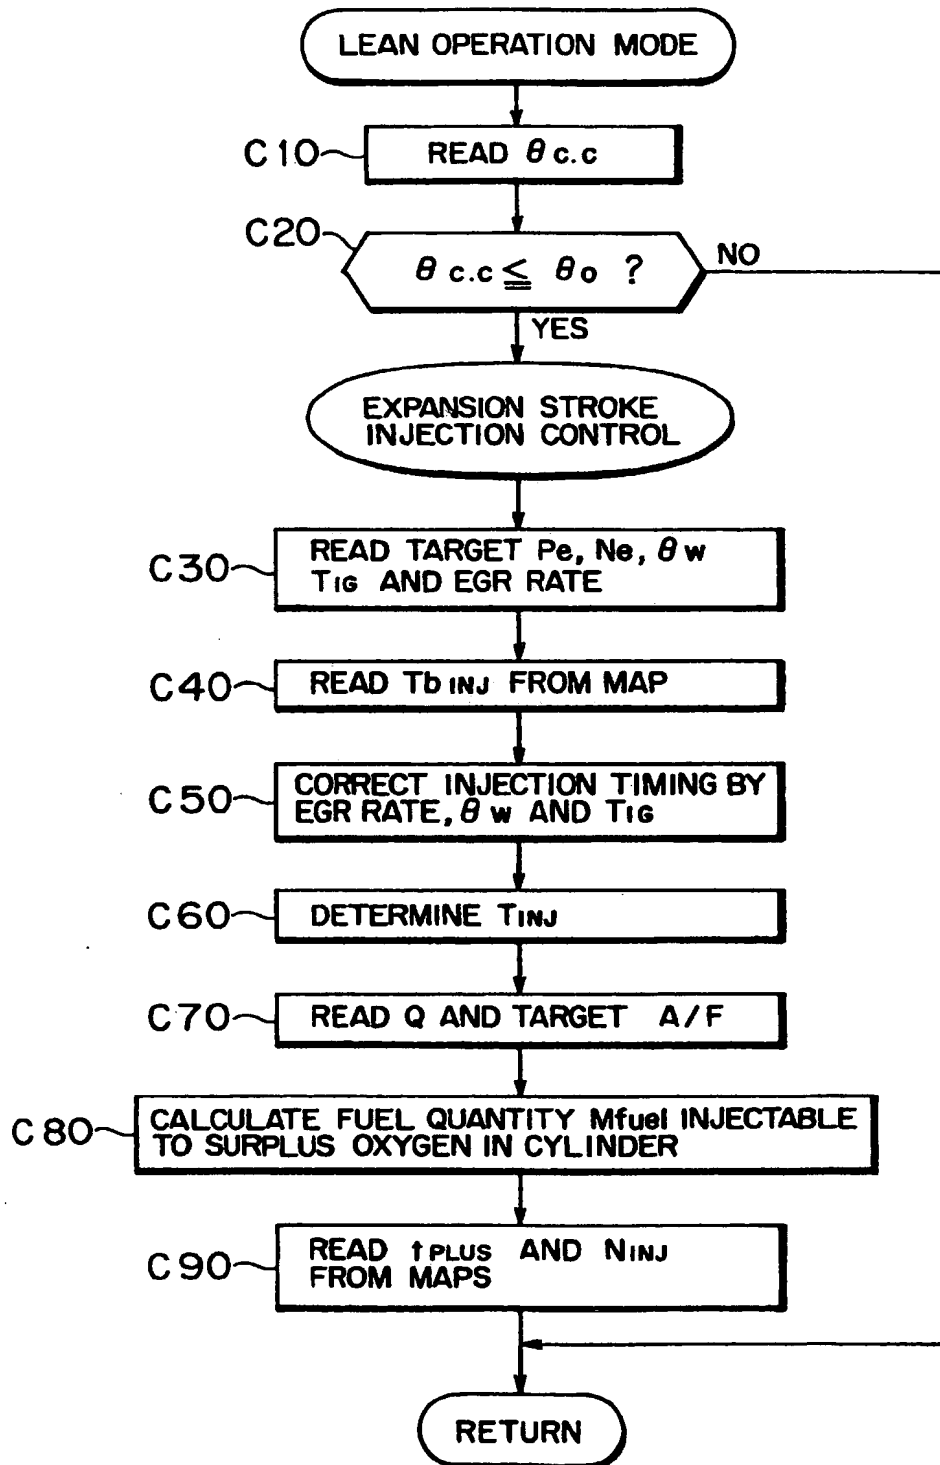 LEAN OPERATION MODE
C10
READ θc.c
C20
θc.c ≦ θo ?
NO
YES
EXPANSION STROKE
INJECTION CONTROL
C30
READ TARGET Pe, Ne, θw
TIG AND EGR RATE
C40
READ TbINJ FROM MAP
C50
CORRECT INJECTION TIMING BY
EGR RATE, θw AND TIG
C60
DETERMINE TINJ
C70
READ Q AND TARGET A/F
C80
CALCULATE FUEL QUANTITY Mfuel INJECTABLE
TO SURPLUS OXYGEN IN CYLINDER
C90
READ tPLUS AND NINJ
FROM MAPS
RETURN